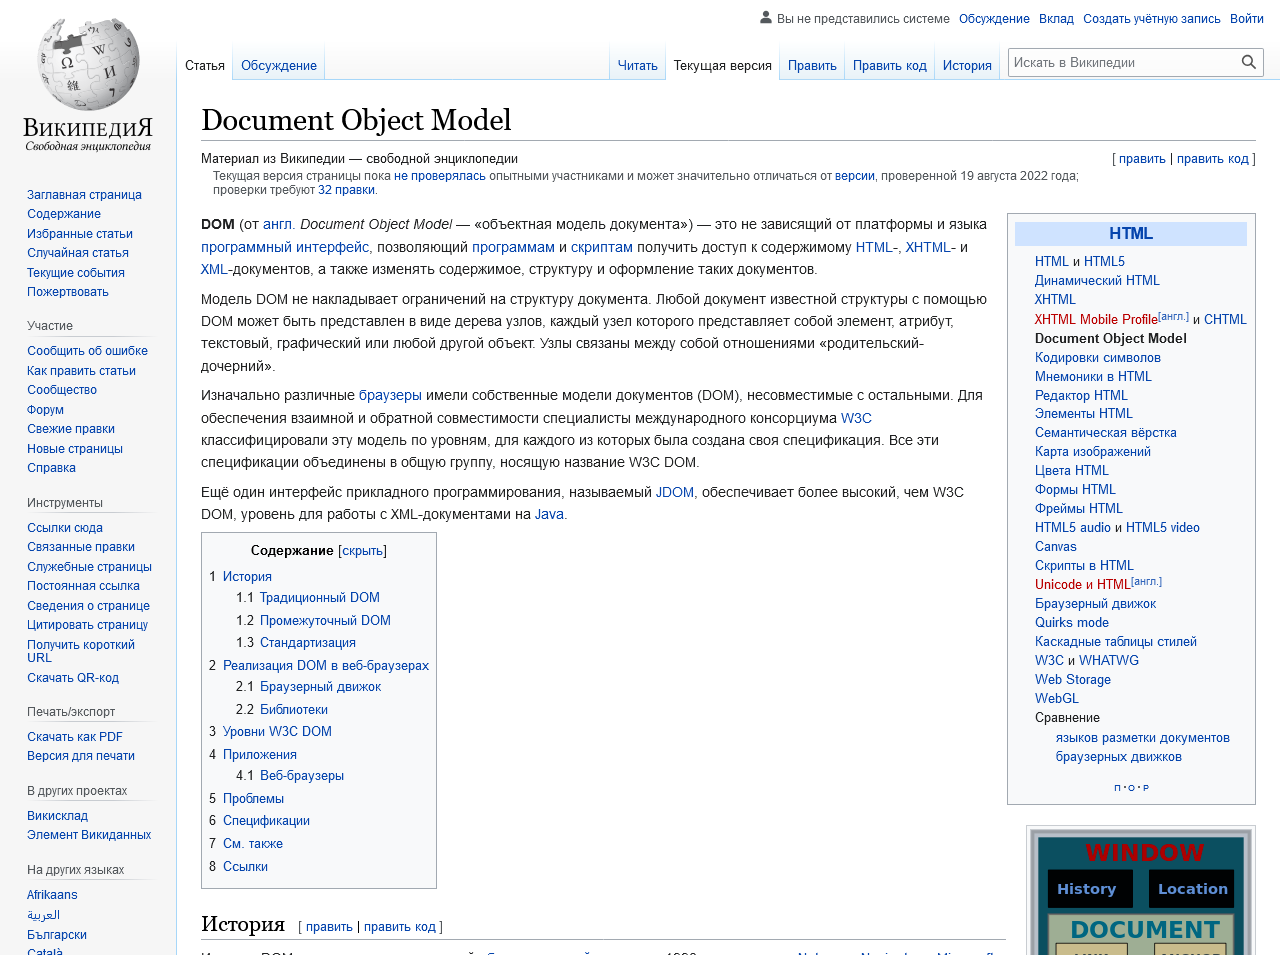 Вы не представились системе Обсуждение Вклад Создать учётную запись Войти
Статья Обсуждение Читать Текущая версия Править Править код История Искать в Википедии
ВикипедиЯ
Свободная энциклопедия
Заглавная страница
Содержание
Избранные статьи
Случайная статья
Текущие события
Пожертвовать
Участие
Сообщить об ошибке
Как править статьи
Сообщество
Форум
Свежие правки
Новые страницы
Справка
Инструменты
Ссылки сюда
Связанные правки
Служебные страницы
Постоянная ссылка
Сведения о странице
Цитировать страницу
Получить короткий
URL
Скачать QR-код
Печать/экспорт
Скачать как PDF
Версия для печати
В других проектах
Викисклад
Элемент Викиданных
На других языках
Afrikaans
العربية
Български
Català
Document Object Model
Материал из Википедии — свободной энциклопедии
[ править | править код ]
Текущая версия страницы пока не проверялась опытными участниками и может значительно отличаться от версии, проверенной 19 августа 2022 года;
проверки требуют 32 правки.
DOM (от англ. Document Object Model — «объектная модель документа») — это не зависящий от платформы и языка
программный интерфейс, позволяющий программам и скриптам получить доступ к содержимому HTML-, XHTML- и
XML-документов, а также изменять содержимое, структуру и оформление таких документов.
Модель DOM не накладывает ограничений на структуру документа. Любой документ известной структуры с помощью
DOM может быть представлен в виде дерева узлов, каждый узел которого представляет собой элемент, атрибут,
текстовый, графический или любой другой объект. Узлы связаны между собой отношениями «родительский-
дочерний».
Изначально различные браузеры имели собственные модели документов (DOM), несовместимые с остальными. Для
обеспечения взаимной и обратной совместимости специалисты международного консорциума W3C
классифицировали эту модель по уровням, для каждого из которых была создана своя спецификация. Все эти
спецификации объединены в общую группу, носящую название W3C DOM.
Ещё один интерфейс прикладного программирования, называемый JDOM, обеспечивает более высокий, чем W3C
DOM, уровень для работы с XML-документами на Java.
Содержание [скрыть]
1 История
1.1 Традиционный DOM
1.2 Промежуточный DOM
1.3 Стандартизация
2 Реализация DOM в веб-браузерах
2.1 Браузерный движок
2.2 Библиотеки
3 Уровни W3C DOM
4 Приложения
4.1 Веб-браузеры
5 Проблемы
6 Спецификации
7 См. также
8 Ссылки
История [ править | править код ]
HTML
HTML и HTML5
Динамический HTML
XHTML
XHTML Mobile Profile[англ.] и CHTML
Document Object Model
Кодировки символов
Мнемоники в HTML
Редактор HTML
Элементы HTML
Семантическая вёрстка
Карта изображений
Цвета HTML
Формы HTML
Фреймы HTML
HTML5 audio и HTML5 video
Canvas
Скрипты в HTML
Unicode и HTML[англ.]
Браузерный движок
Quirks mode
Каскадные таблицы стилей
W3C и WHATWG
Web Storage
WebGL
Сравнение
языков разметки документов
браузерных движков
п · о · р
WINDOW
History Location
DOCUMENT